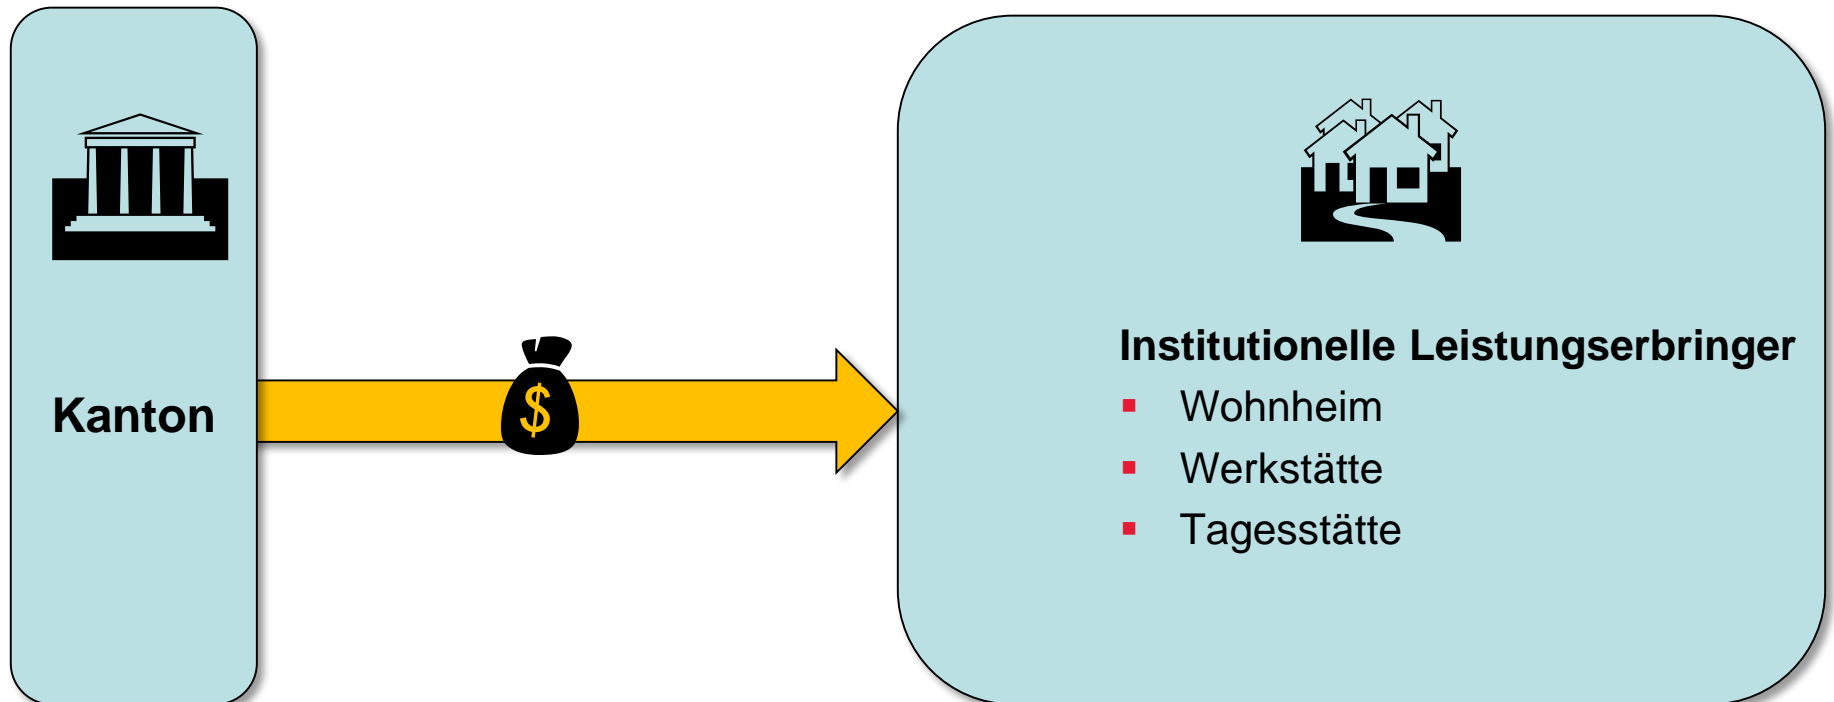 Kanton
$
Institutionelle Leistungserbringer
Wohnheim
Werkstätte
Tagesstätte